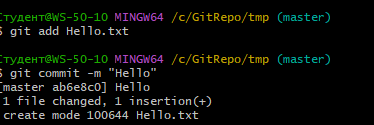 Студент@WS-50-10 MINGW64 /c/GitRepo/tmp (master)
$ git add Hello.txt
Студент@WS-50-10 MINGW64 /c/GitRepo/tmp (master)
$ git commit -m "Hello"
[master ab6e8c0] Hello
1 file changed, 1 insertion(+)
create mode 100644 Hello.txt